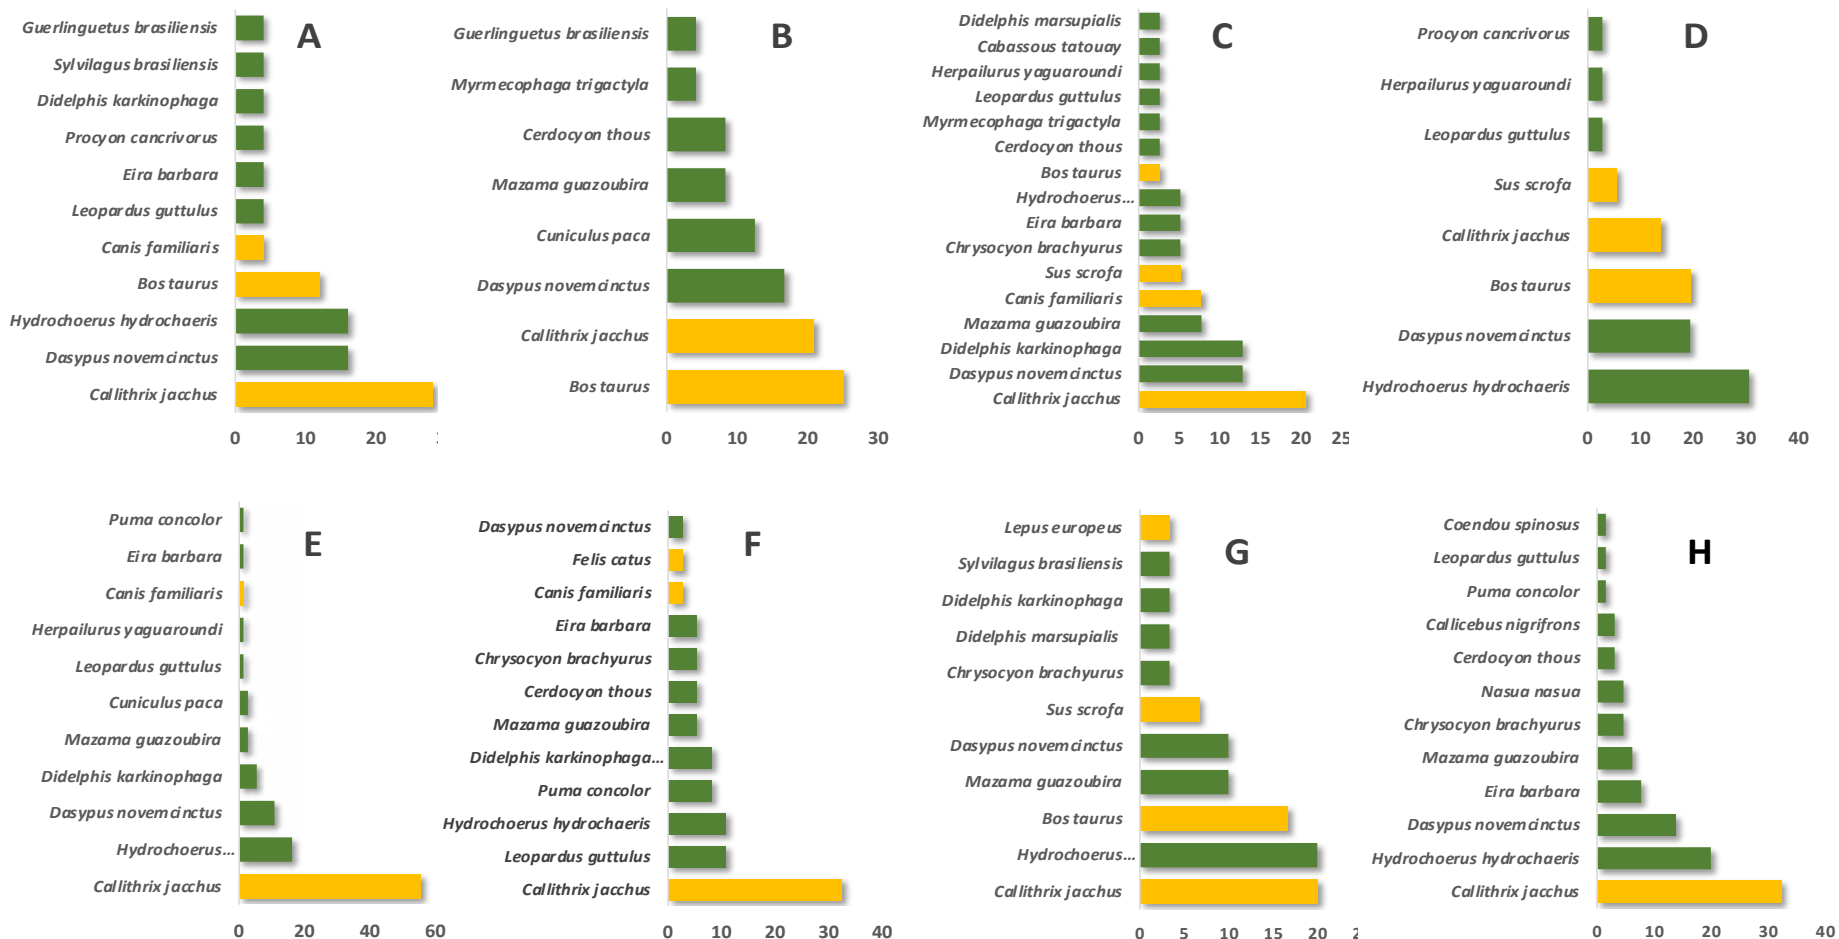 A
Guerlinguetus brasiliensis
Sylvilagus brasiliensis
Didelphis karkinophaga
Procyon cancrivorus
Eira barbara
Leopardus guttulus
Canis familiaris
Bos taurus
Hydrochoerus hydrochaeris
Dasypus novemcinctus
Callithrix jacchus
0 10 20
B
Guerlinguetus brasiliensis
Myrmecophaga trigactyla
Cerdocyon thous
Mazama guazoubira
Cuniculus paca
Dasypus novemcinctus
Callithrix jacchus
Bos taurus
0 10 20 30
C
Didelphis marsupialis
Cabassous tatouay
Herpailurus yaguaroundi
Leopardus guttulus
Myrmecophaga trigactyla
Cerdocyon thous
Bos taurus
Hydrochoerus...
Eira barbara
Chrysocyon brachyurus
Sus scrofa
Canis familiaris
Mazama guazoubira
Didelphis karkinophaga
Dasypus novemcinctus
Callithrix jacchus
0 5 10 15 20 25
D
Procyon cancrivorus
Herpailurus yaguaroundi
Leopardus guttulus
Sus scrofa
Callithrix jacchus
Bos taurus
Dasypus novemcinctus
Hydrochoerus hydrochaeris
0 10 20 30 40
E
Puma concolor
Eira barbara
Canis familiaris
Herpailurus yaguaroundi
Leopardus guttulus
Cuniculus paca
Mazama guazoubira
Didelphis karkinophaga
Dasypus novemcinctus
Hydrochoerus...
Callithrix jacchus
0 20 40 60
F
Dasypus novemcinctus
Felis catus
Canis familiaris
Eira barbara
Chrysocyon brachyurus
Cerdocyon thous
Mazama guazoubira
Didelphis karkinophaga...
Puma concolor
Hydrochoerus hydrochaeris
Leopardus guttulus
Callithrix jacchus
0 10 20 30 40
G
Lepus europeus
Sylvilagus brasiliensis
Didelphis karkinophaga
Didelphis marsupialis
Chrysocyon brachyurus
Sus scrofa
Dasypus novemcinctus
Mazama guazoubira
Bos taurus
Hydrochoerus...
Callithrix jacchus
0 5 10 15 20
H
Coendou spinosus
Leopardus guttulus
Puma concolor
Callicebus nigrifrons
Cerdocyon thous
Nasua nasua
Chrysocyon brachyurus
Mazama guazoubira
Eira barbara
Dasypus novemcinctus
Hydrochoerus hydrochaeris
Callithrix jacchus
0 10 20 30 40